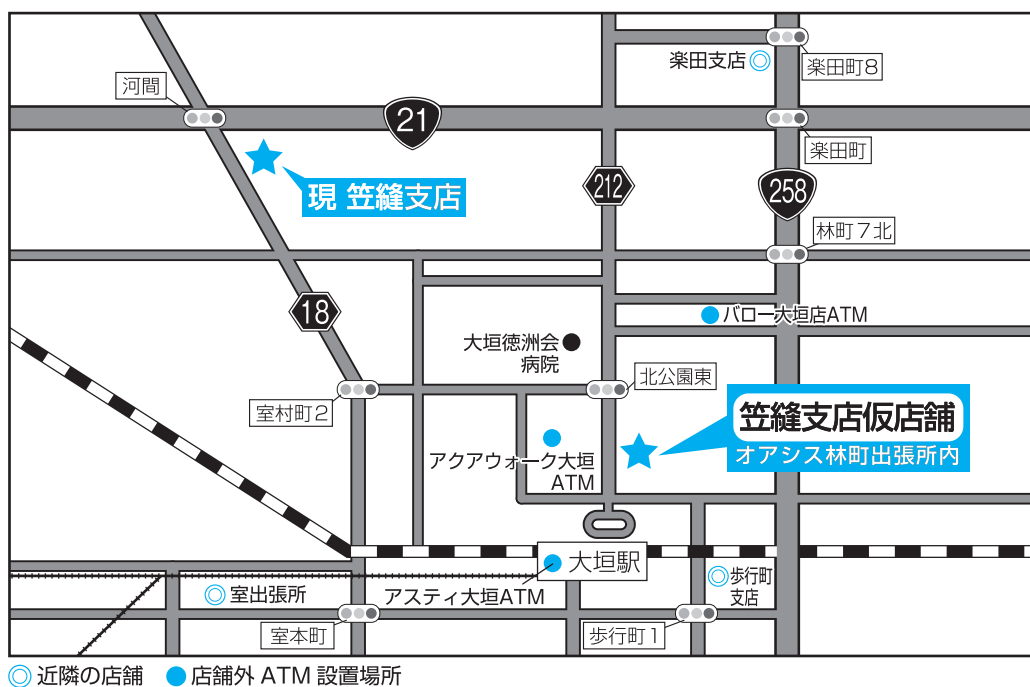 楽田支店
楽田町8
河間
21
楽田町
現 笠縫支店
212
258
林町7北
18
バロー大垣店ATM
大垣徳洲会
病院
北公園東
室村町2
笠縫支店仮店舗
オアシス林町出張所内
アクアウォーク大垣
ATM
大垣駅
歩行町
支店
室出張所
アスティ大垣ATM
室本町
歩行町1
近隣の店舗
店舗外 ATM 設置場所